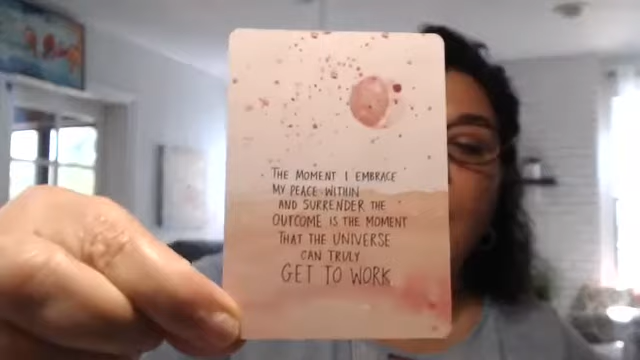 THE MOMENT I EMBRACE
MY PEACE WITHIN
AND SURRENDER THE
OUTCOME IS THE MOMENT
THAT THE UNIVERSE
CAN TRULY
GET TO WORK